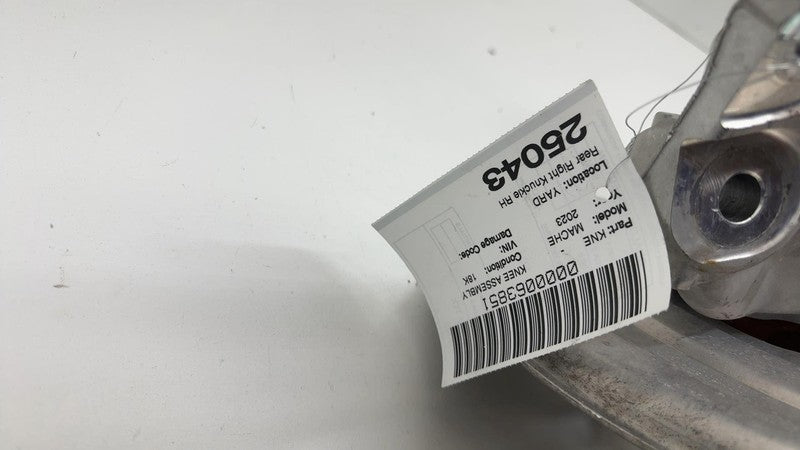 0000063851
KNEE ASSEMBLY
Part: KNE
Condition: 18K
Model: MACHE
VIN:
Year: 2023
Damage Code:
Location: YARD
Rear Right Knuckle RH
25043